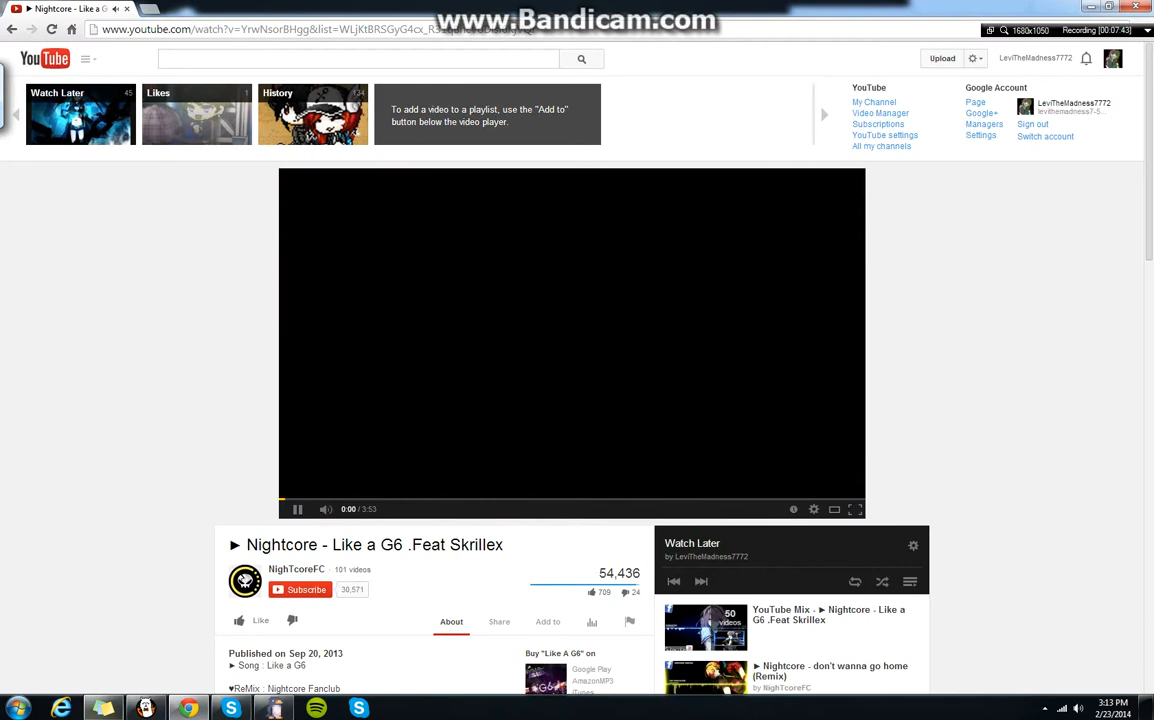 www.Bandicam.com
► Nightcore - Like a G
1680x1050
Recording [00:07:43]
www.youtube.com/watch?v=YrwNsorBHgg&list=
YouTube
Upload
LeviTheMadness7772
Watch Later 45
Likes 1
History 134
To add a video to a playlist, use the "Add to"
button below the video player.
YouTube
My Channel
Video Manager
Subscriptions
YouTube settings
All my channels
Google Account
Page
Google+
Managers
Settings
LeviTheMadness7772
levithemadness7-5...
Sign out
Switch account
0:00 / 3:53
► Nightcore - Like a G6 .Feat Skrillex
NighTcoreFC · 101 videos
Subscribe 30,571
54,436
709 24
Like
About
Share
Add to
Published on Sep 20, 2013
► Song : Like a G6
♥ReMix : Nightcore Fanclub
Buy "Like A G6" on
Google Play
AmazonMP3
iTunes
Watch Later
by LeviTheMadness7772
50
videos
YouTube Mix - ► Nightcore - Like a
G6 .Feat Skrillex
► Nightcore - don't wanna go home
(Remix)
by NighTcoreFC
3:13 PM
2/23/2014